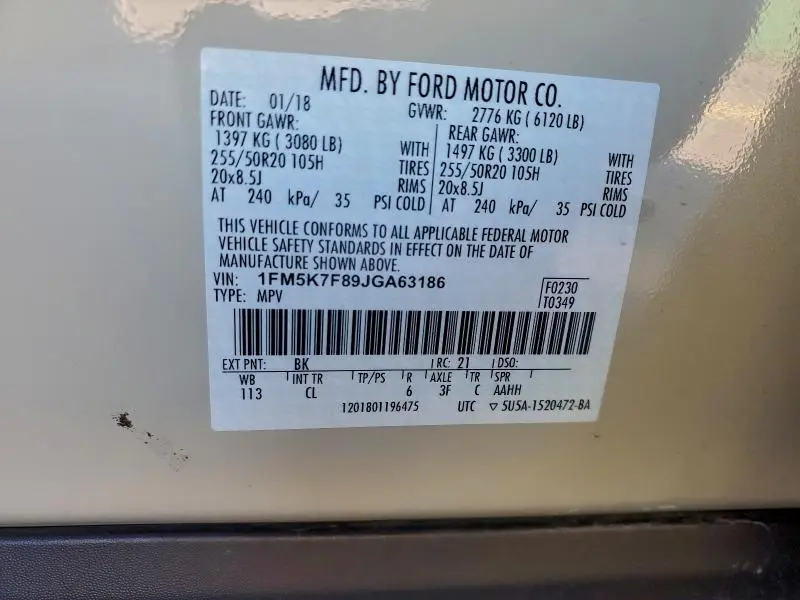 MFD. BY FORD MOTOR CO.
DATE: 01/18 GVWR: 2776 KG ( 6120 LB)
FRONT GAWR: REAR GAWR:
1397 KG ( 3080 LB) WITH 1497 KG ( 3300 LB) WITH
255/50R20 105H TIRES 255/50R20 105H TIRES
20x8.5J RIMS 20x8.5J RIMS
AT 240 kPa/ 35 PSI COLD AT 240 kPa/ 35 PSI COLD
THIS VEHICLE CONFORMS TO ALL APPLICABLE FEDERAL MOTOR
VEHICLE SAFETY STANDARDS IN EFFECT ON THE DATE OF
MANUFACTURE SHOWN ABOVE.
VIN: 1FM5K7F89JGA63186 F0230
TYPE: MPV T0349
EXT PNT: BK RC: 21 DSO:
WB INT TR TP/PS R AXLE TR SPR
113 CL 6 3F C AAHH
1201801196475 UTC ▽ 5U5A-1520472-BA